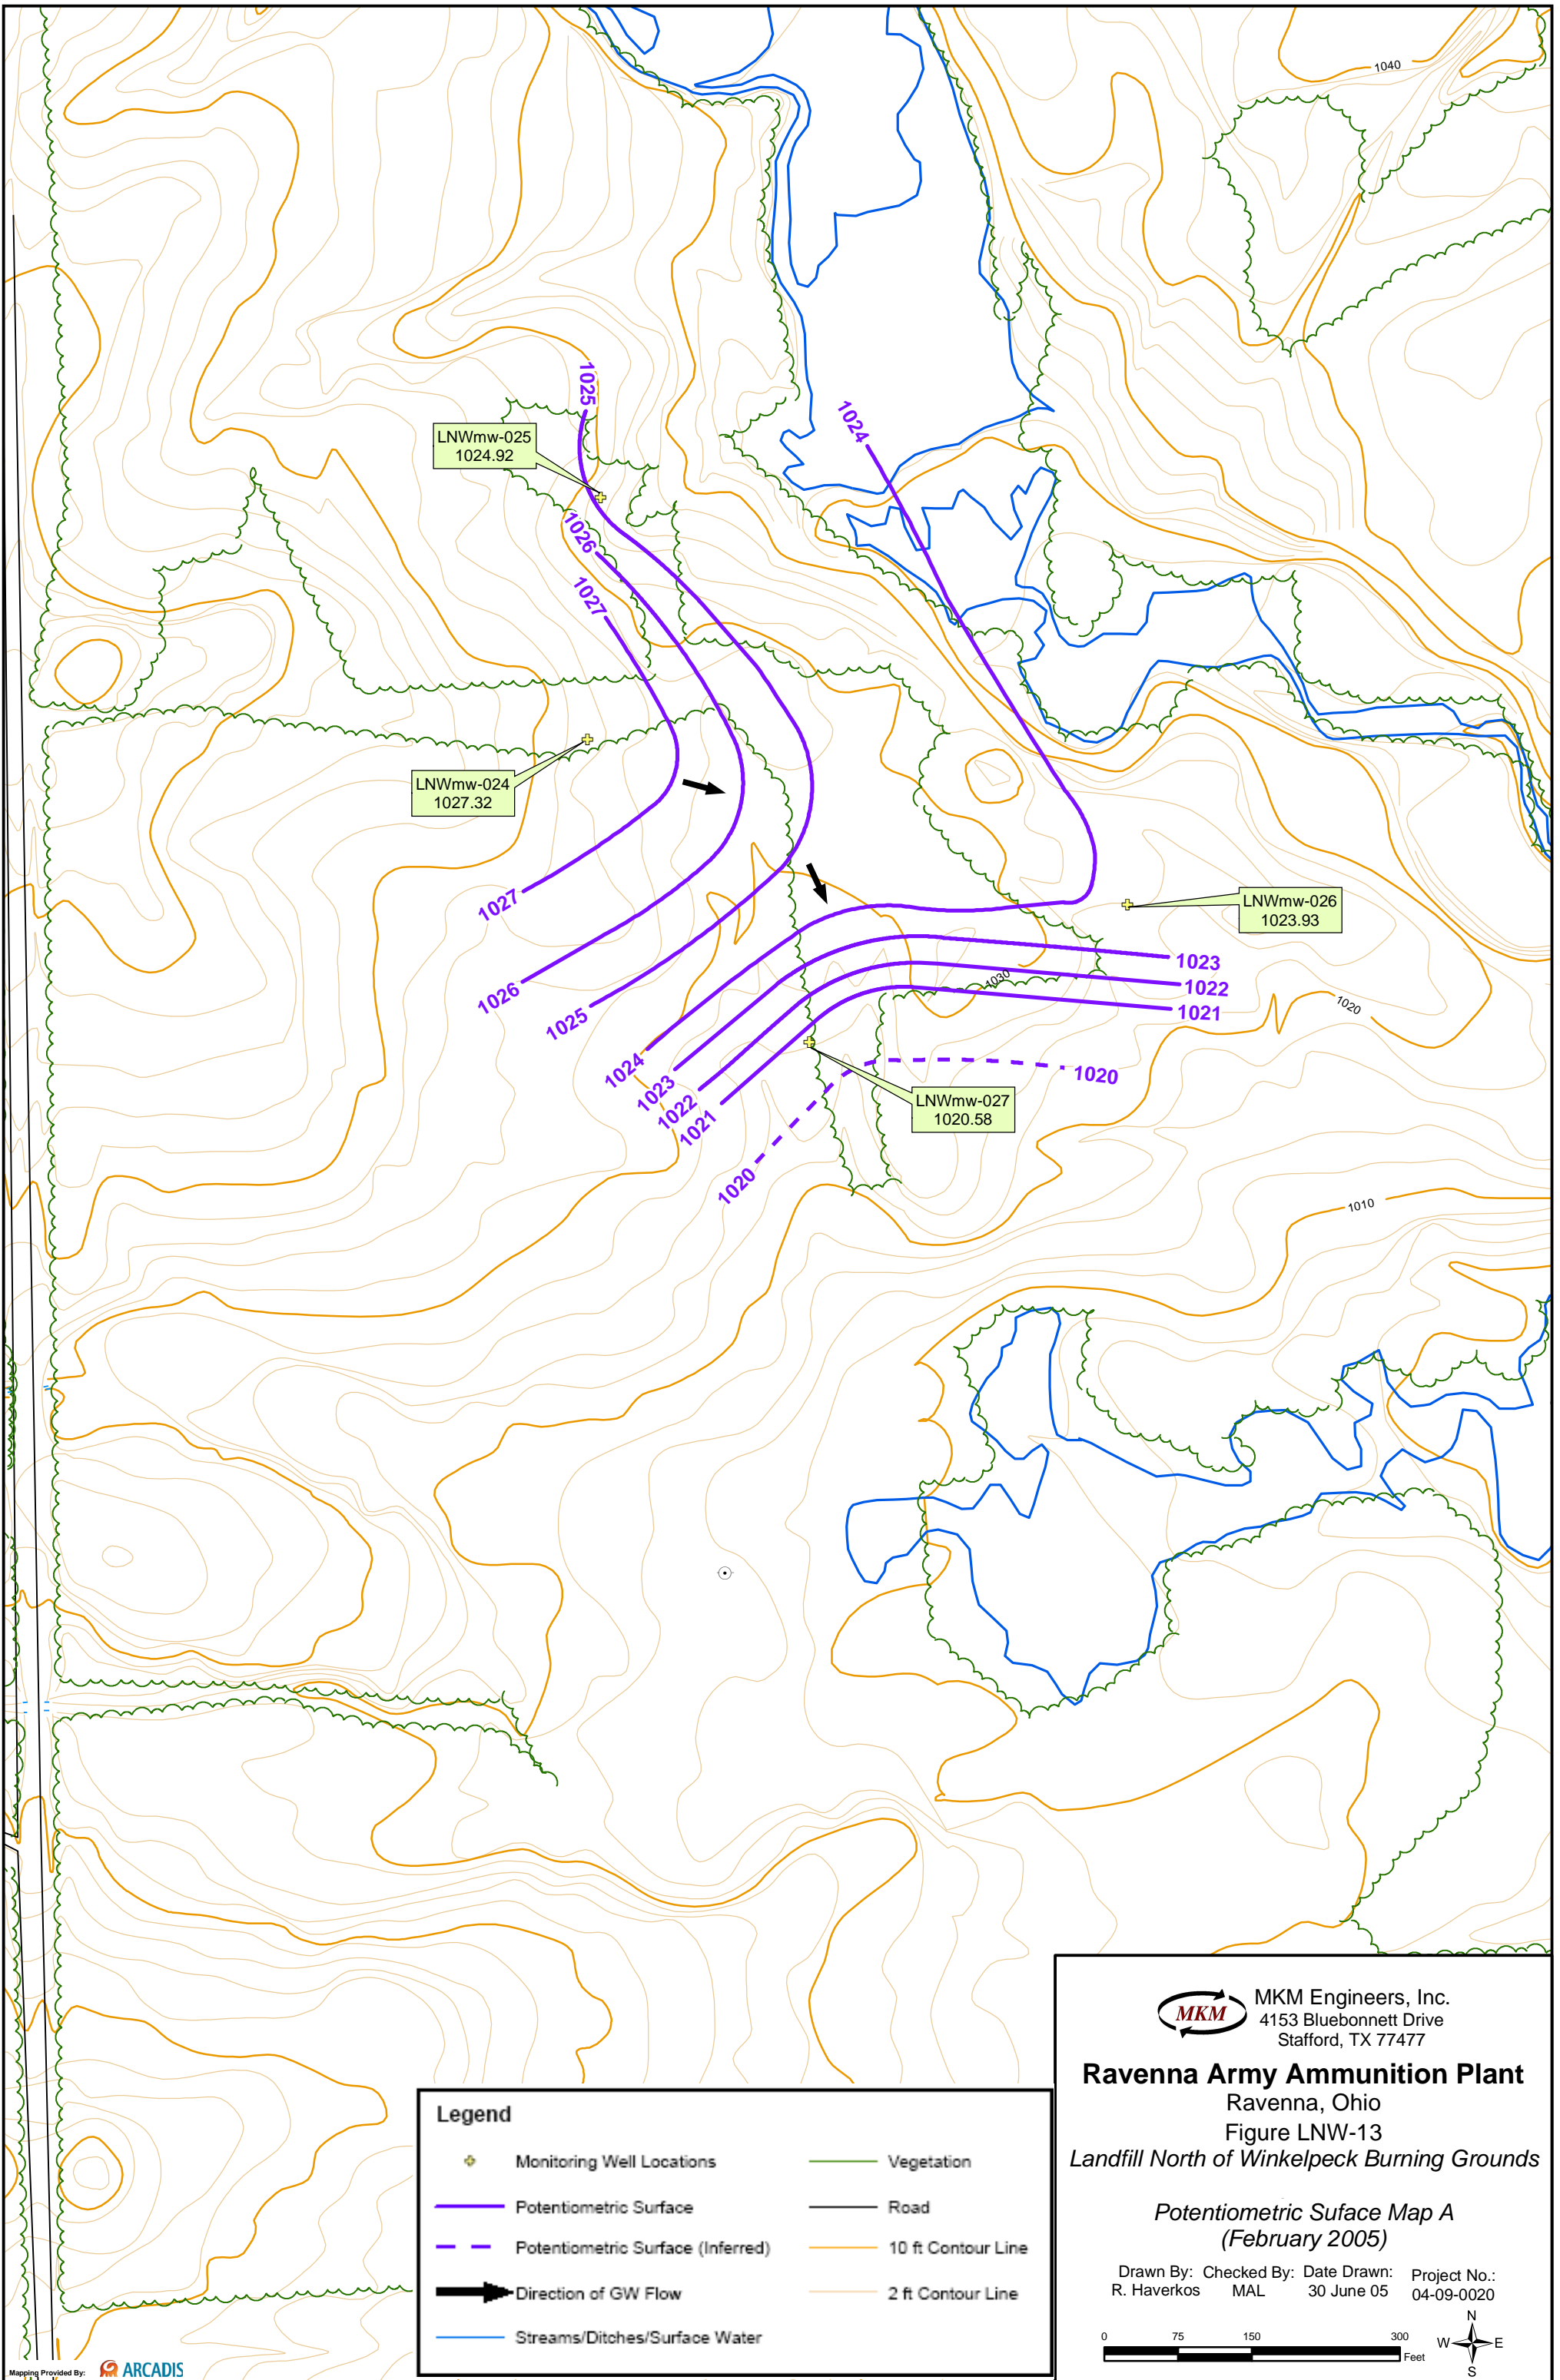 1040
1025
1024
LNWmw-025
1024.92
1026
1027
LNWmw-024
1027.32
1027
LNWmw-026
1023.93
1023
1030
1022
1020
1021
1026
1025
1024
1023
1022
1021
1020
LNWmw-027
1020.58
1020
1010
MKM
MKM Engineers, Inc.
4153 Bluebonnett Drive
Stafford, TX 77477
Ravenna Army Ammunition Plant
Ravenna, Ohio
Figure LNW-13
Landfill North of Winkelpeck Burning Grounds
Potentiometric Suface Map A
(February 2005)
Drawn By: Checked By: Date Drawn: Project No.:
R. Haverkos MAL 30 June 05 04-09-0020
0 75 150 300
Feet
N
W E
S
Legend
Monitoring Well Locations Vegetation
Potentiometric Surface Road
Potentiometric Surface (Inferred) 10 ft Contour Line
Direction of GW Flow 2 ft Contour Line
Streams/Ditches/Surface Water
Mapping Provided By: ARCADIS